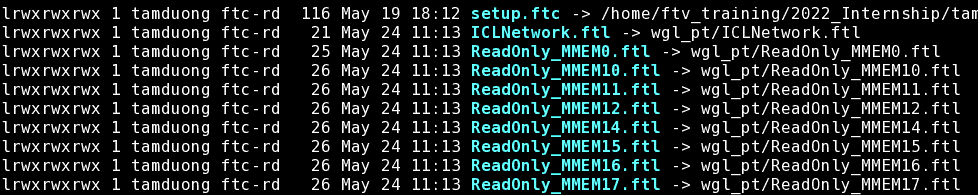 lrwxrwxrwx 1 tamduong ftc-rd  116 May 19 18:12 setup.ftc -> /home/ftv_training/2022_Internship/tam
lrwxrwxrwx 1 tamduong ftc-rd   21 May 24 11:13 ICLNetwork.ftl -> wgl_pt/ICLNetwork.ftl
lrwxrwxrwx 1 tamduong ftc-rd   25 May 24 11:13 ReadOnly_MMEM0.ftl -> wgl_pt/ReadOnly_MMEM0.ftl
lrwxrwxrwx 1 tamduong ftc-rd   26 May 24 11:13 ReadOnly_MMEM10.ftl -> wgl_pt/ReadOnly_MMEM10.ftl
lrwxrwxrwx 1 tamduong ftc-rd   26 May 24 11:13 ReadOnly_MMEM11.ftl -> wgl_pt/ReadOnly_MMEM11.ftl
lrwxrwxrwx 1 tamduong ftc-rd   26 May 24 11:13 ReadOnly_MMEM12.ftl -> wgl_pt/ReadOnly_MMEM12.ftl
lrwxrwxrwx 1 tamduong ftc-rd   26 May 24 11:13 ReadOnly_MMEM14.ftl -> wgl_pt/ReadOnly_MMEM14.ftl
lrwxrwxrwx 1 tamduong ftc-rd   26 May 24 11:13 ReadOnly_MMEM15.ftl -> wgl_pt/ReadOnly_MMEM15.ftl
lrwxrwxrwx 1 tamduong ftc-rd   26 May 24 11:13 ReadOnly_MMEM16.ftl -> wgl_pt/ReadOnly_MMEM16.ftl
lrwxrwxrwx 1 tamduong ftc-rd   26 May 24 11:13 ReadOnly_MMEM17.ftl -> wgl_pt/ReadOnly_MMEM17.ftl